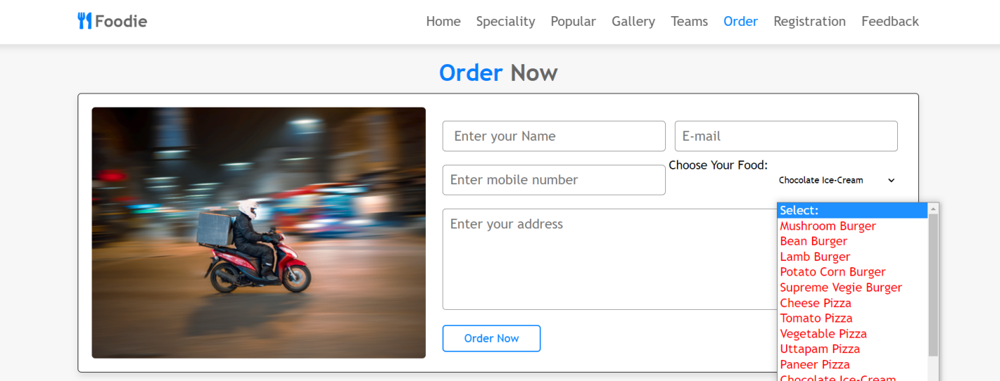 Foodie
Home Speciality Popular Gallery Teams Order Registration Feedback
Order Now
Enter your Name
E-mail
Enter mobile number
Choose Your Food:
Chocolate Ice-Cream
Enter your address
Select:
Mushroom Burger
Bean Burger
Lamb Burger
Potato Corn Burger
Supreme Vegie Burger
Cheese Pizza
Tomato Pizza
Vegetable Pizza
Uttapam Pizza
Paneer Pizza
Chocolate Ice-Cream
Order Now